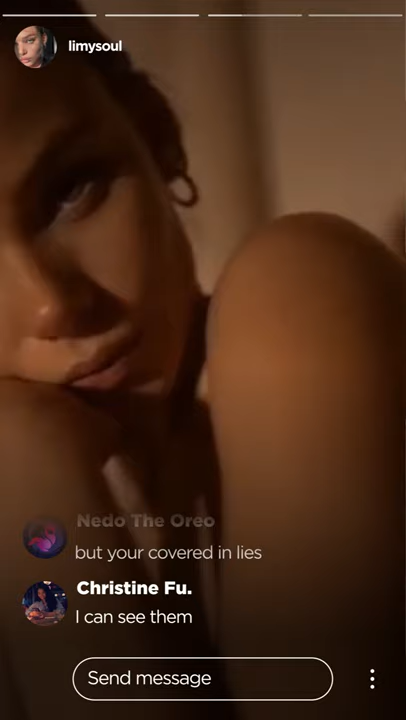 limysoul
Nedo The Oreo
but your covered in lies
Christine Fu.
I can see them
Send message